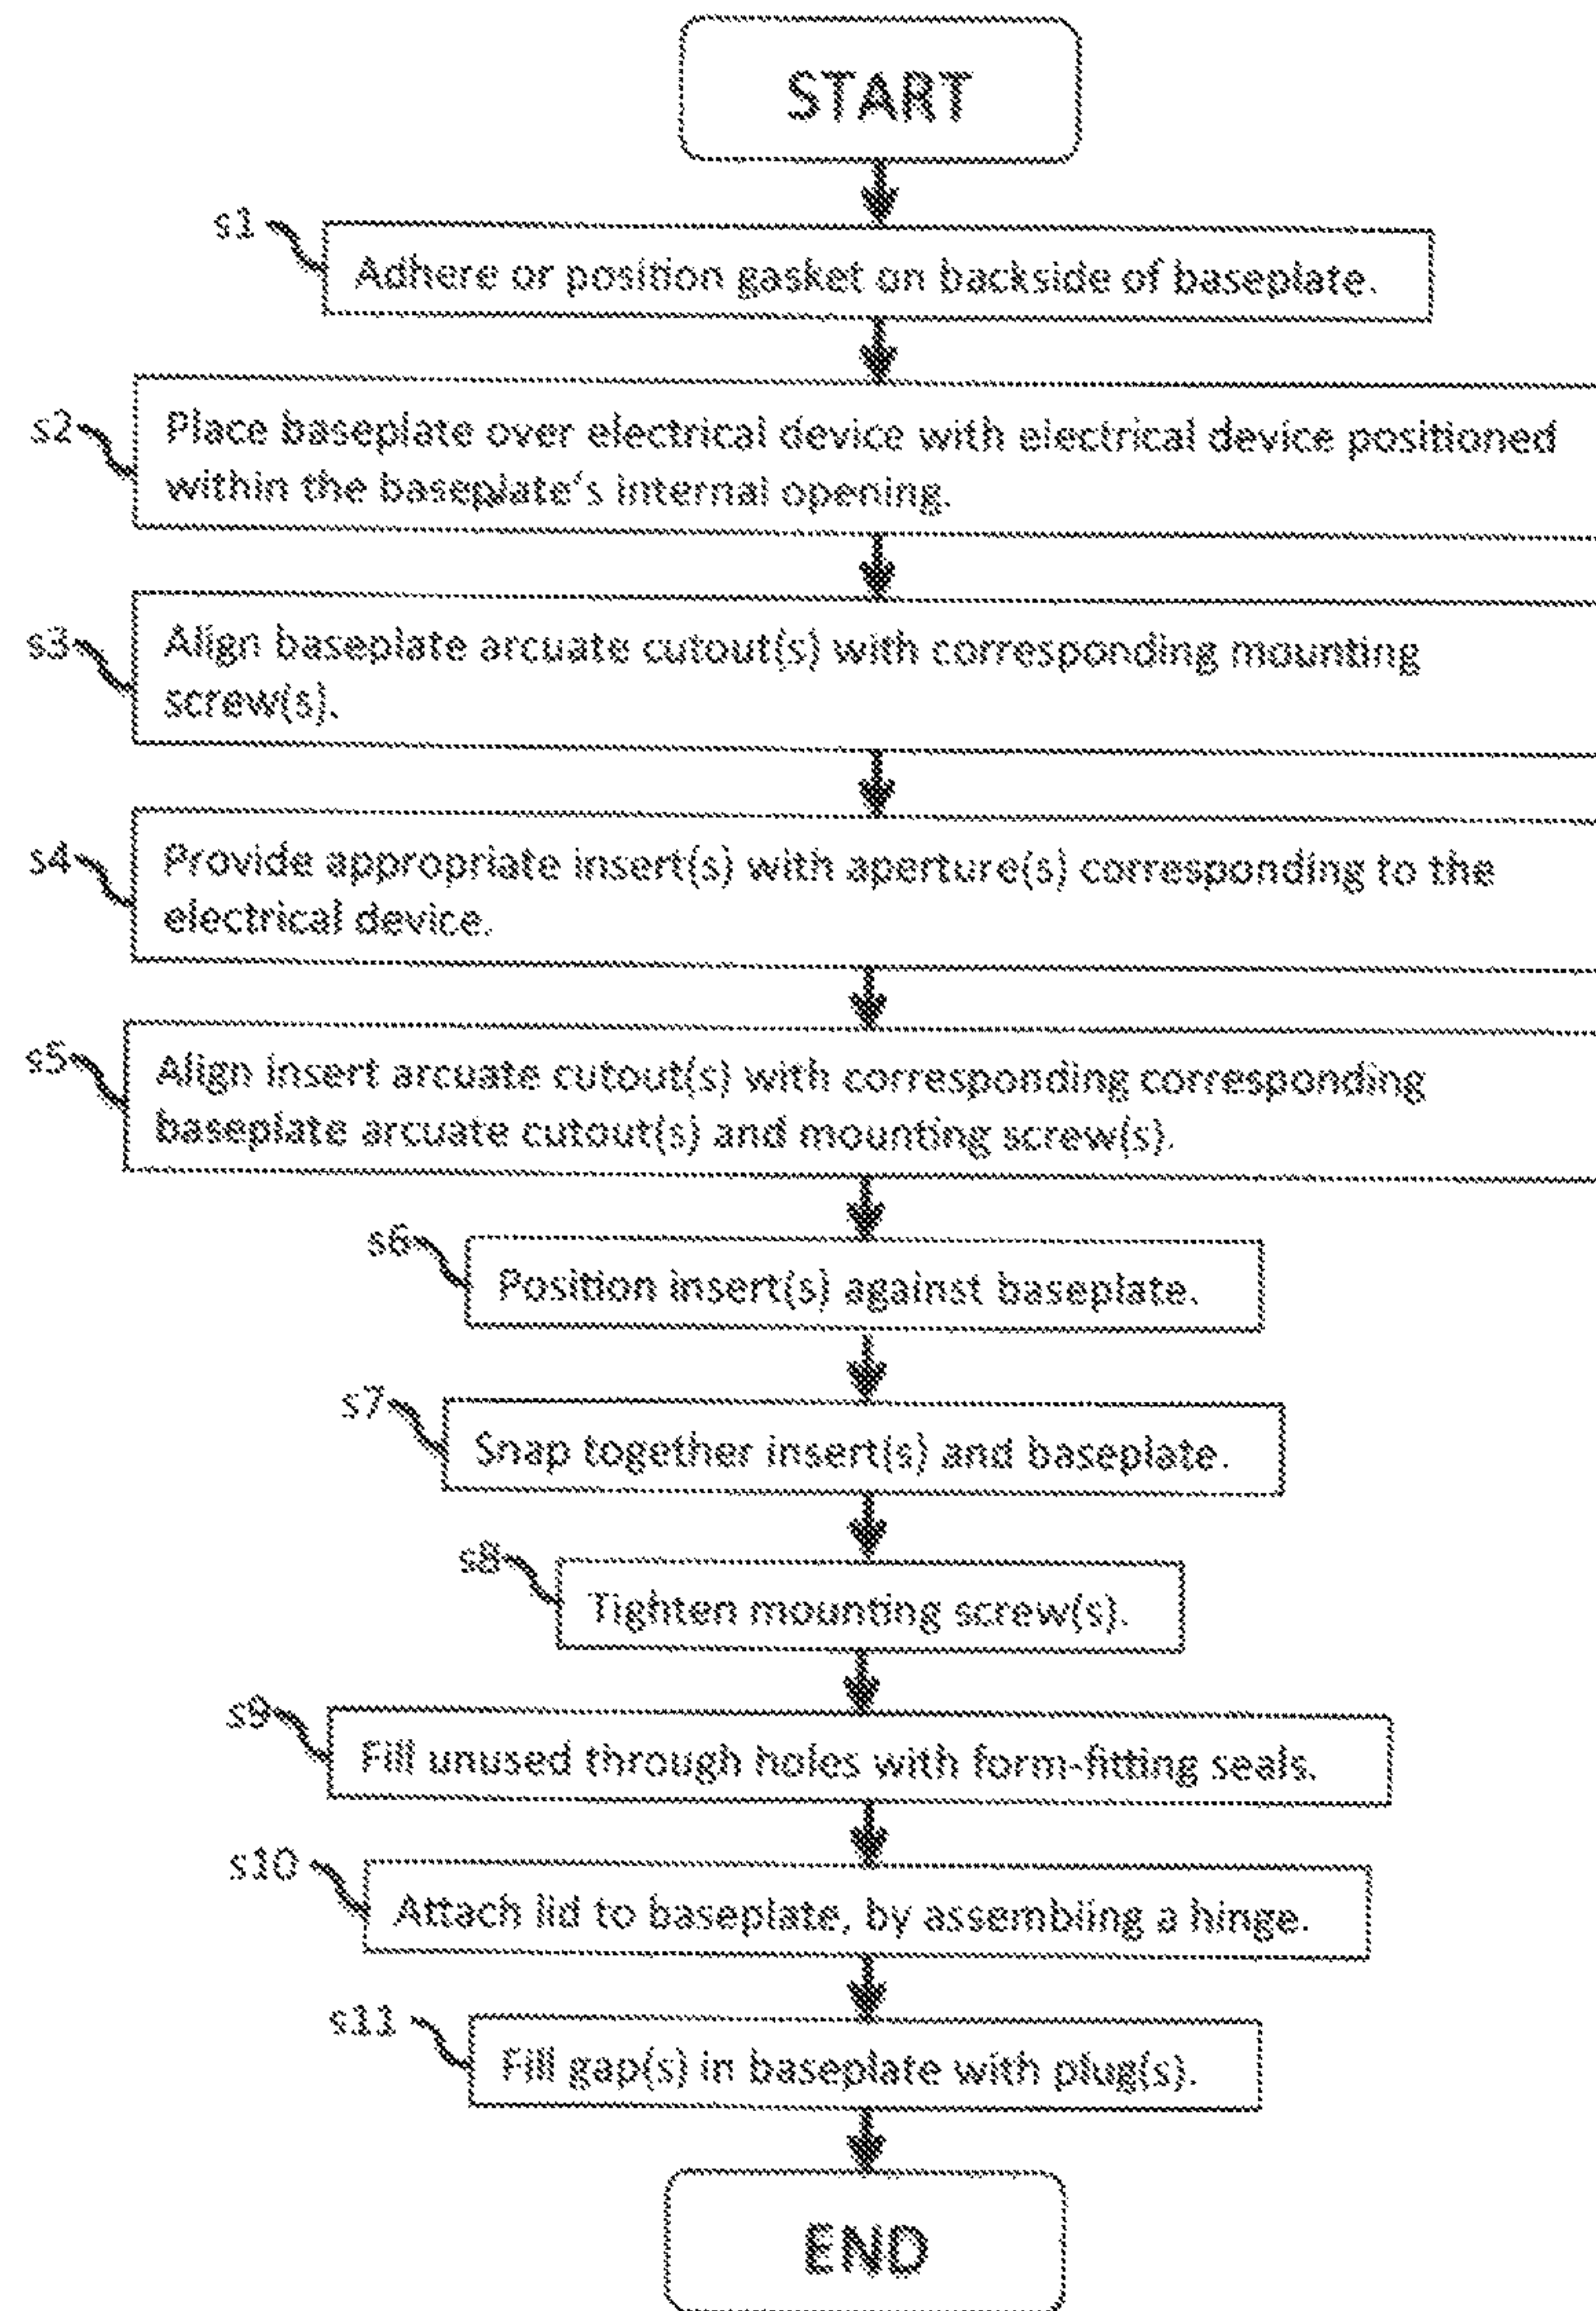 START
s1
Adhere or position gasket on backside of baseplate.
s2
Place baseplate over electrical device with electrical device positioned
within the baseplate‘s internal opening.
s3
Align baseplate arcuate cutout(s) with corresponding mounting
screw(s).
s4
Provide appropriate insert(s) with aperture(s) corresponding to the
electrical device.
s5
Align insert arcuate cutout(s) with corresponding corresponding
baseplate arcuate cutout(s) and mounting screw(s).
s6
Position insert(s) against baseplate.
s7
Snap together insert(s) and baseplate.
s8
Tighten mounting screw(s).
s9
Fill unused through holes with form-fitting seals.
s10
Attach lid to baseplate, by assembling a hinge.
s11
Fill gap(s) in baseplate with plug(s).
END